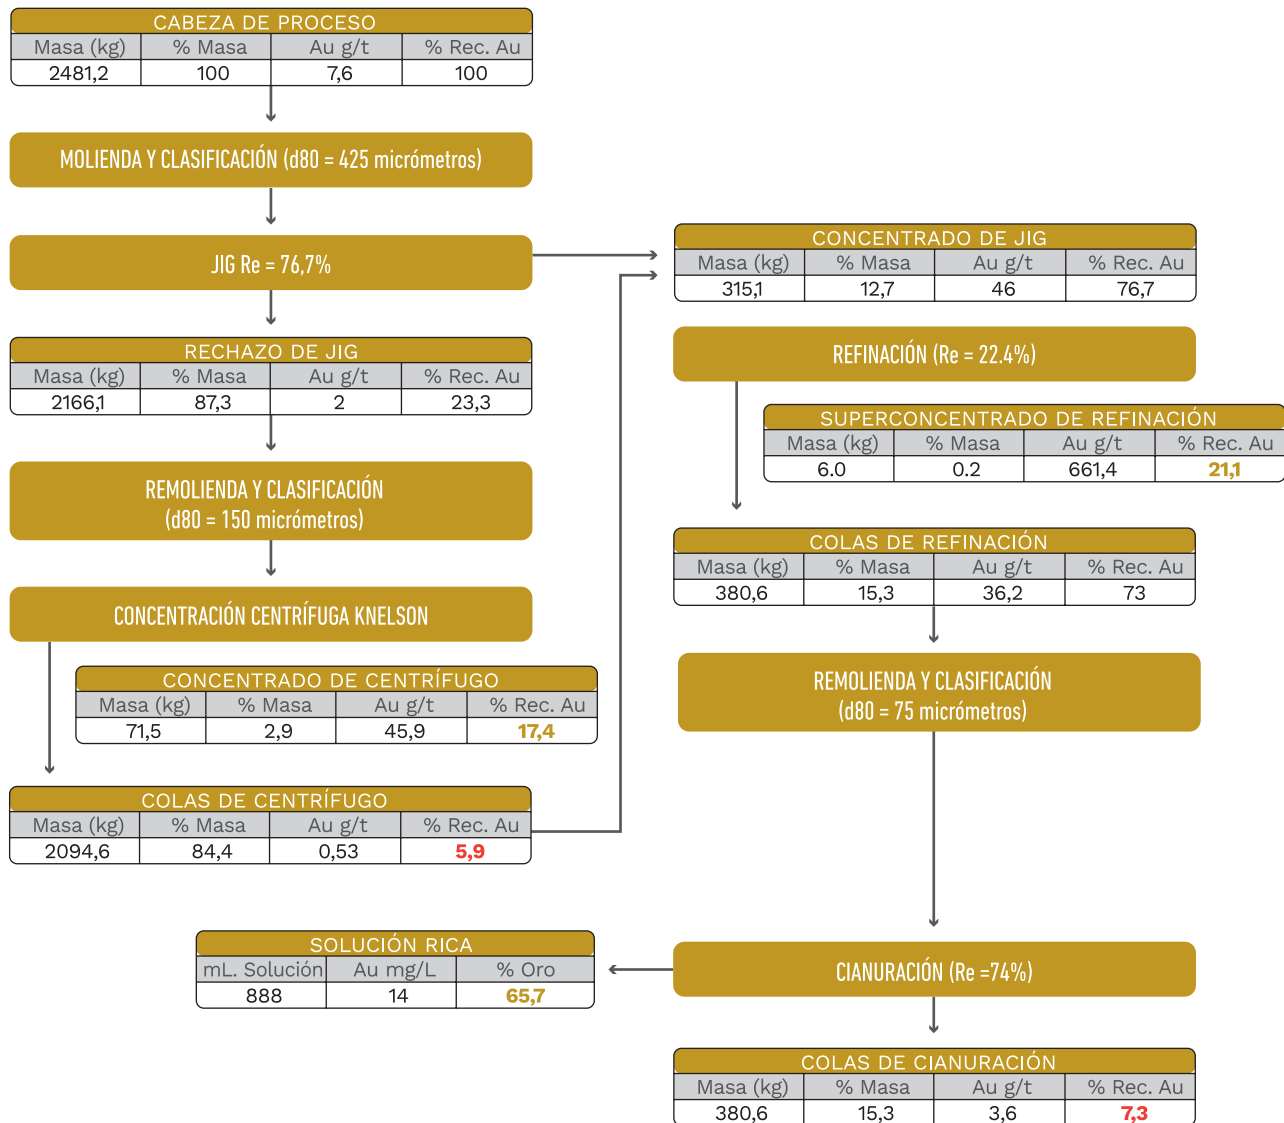 CABEZA DE PROCESO
Masa (kg) % Masa Au g/t % Rec. Au
2481,2 100 7,6 100
MOLIENDA Y CLASIFICACIÓN (d80 = 425 micrómetros)
JIG Re = 76,7%
RECHAZO DE JIG
Masa (kg) % Masa Au g/t % Rec. Au
2166,1 87,3 2 23,3
REMOLIENDA Y CLASIFICACIÓN
(d80 = 150 micrómetros)
CONCENTRACIÓN CENTRÍFUGA KNELSON
CONCENTRADO DE CENTRÍFUGO
Masa (kg) % Masa Au g/t % Rec. Au
71,5 2,9 45,9 17,4
COLAS DE CENTRÍFUGO
Masa (kg) % Masa Au g/t % Rec. Au
2094,6 84,4 0,53 5,9
CONCENTRADO DE JIG
Masa (kg) % Masa Au g/t % Rec. Au
315,1 12,7 46 76,7
REFINACIÓN (Re = 22.4%)
SUPERCONCENTRADO DE REFINACIÓN
Masa (kg) % Masa Au g/t % Rec. Au
6.0 0.2 661,4 21,1
COLAS DE REFINACIÓN
Masa (kg) % Masa Au g/t % Rec. Au
380,6 15,3 36,2 73
REMOLIENDA Y CLASIFICACIÓN
(d80 = 75 micrómetros)
CIANURACIÓN (Re =74%)
SOLUCIÓN RICA
mL. Solución Au mg/L % Oro
888 14 65,7
COLAS DE CIANURACIÓN
Masa (kg) % Masa Au g/t % Rec. Au
380,6 15,3 3,6 7,3